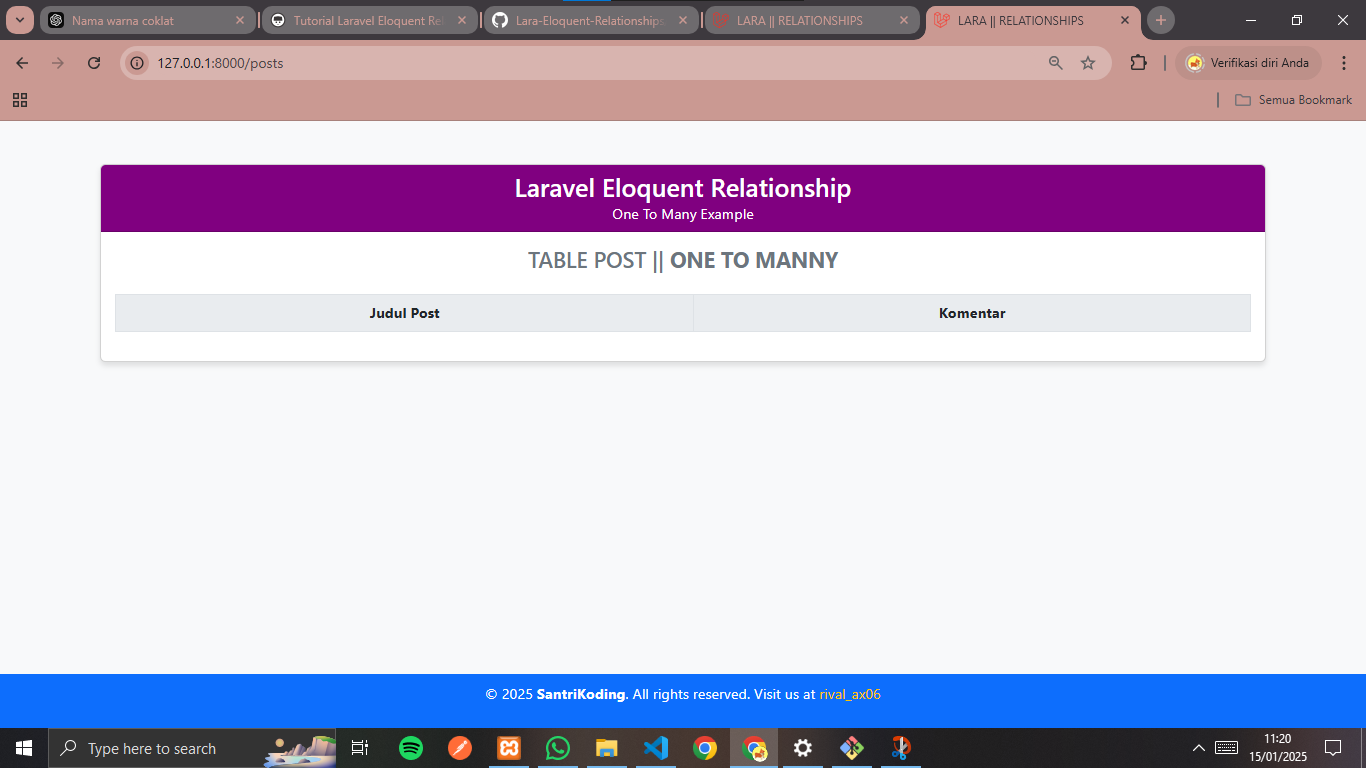 Nama warna coklat
Tutorial Laravel Eloquent Re
Lara-Eloquent-Relationships
LARA || RELATIONSHIPS
LARA || RELATIONSHIPS
127.0.0.1:8000/posts
Verifikasi diri Anda
Semua Bookmark
Laravel Eloquent Relationship
One To Many Example
TABLE POST || ONE TO MANNY
Judul Post
Komentar
© 2025 SantriKoding. All rights reserved. Visit us at rival_ax06
Type here to search
11:20
15/01/2025